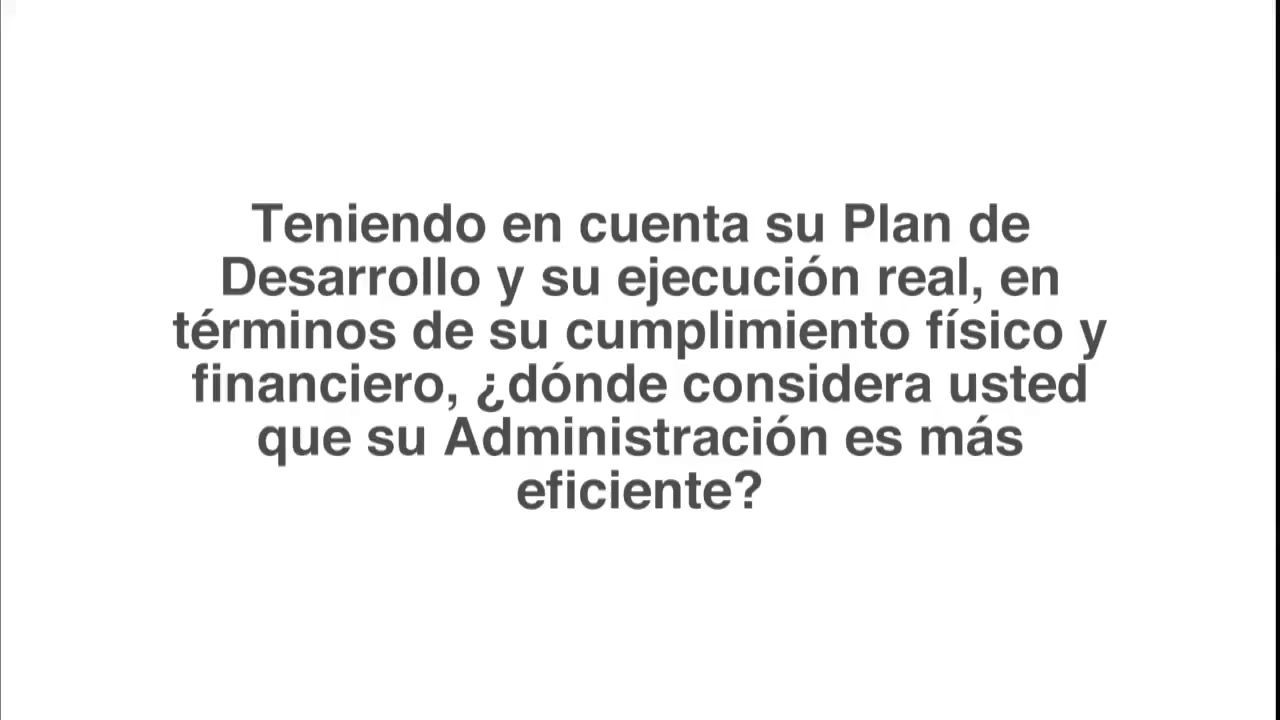 Teniendo en cuenta su Plan de
Desarrollo y su ejecución real, en
términos de su cumplimiento físico y
financiero, ¿dónde considera usted
que su Administración es más
eficiente?